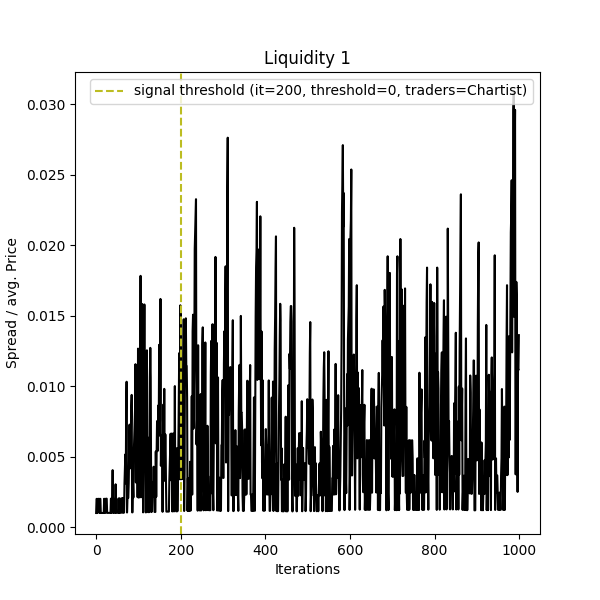 Liquidity 1
signal threshold (it=200, threshold=0, traders=Chartist)
Spread / avg. Price
0.030
0.025
0.020
0.015
0.010
0.005
0.000
0 200 400 600 800 1000
Iterations